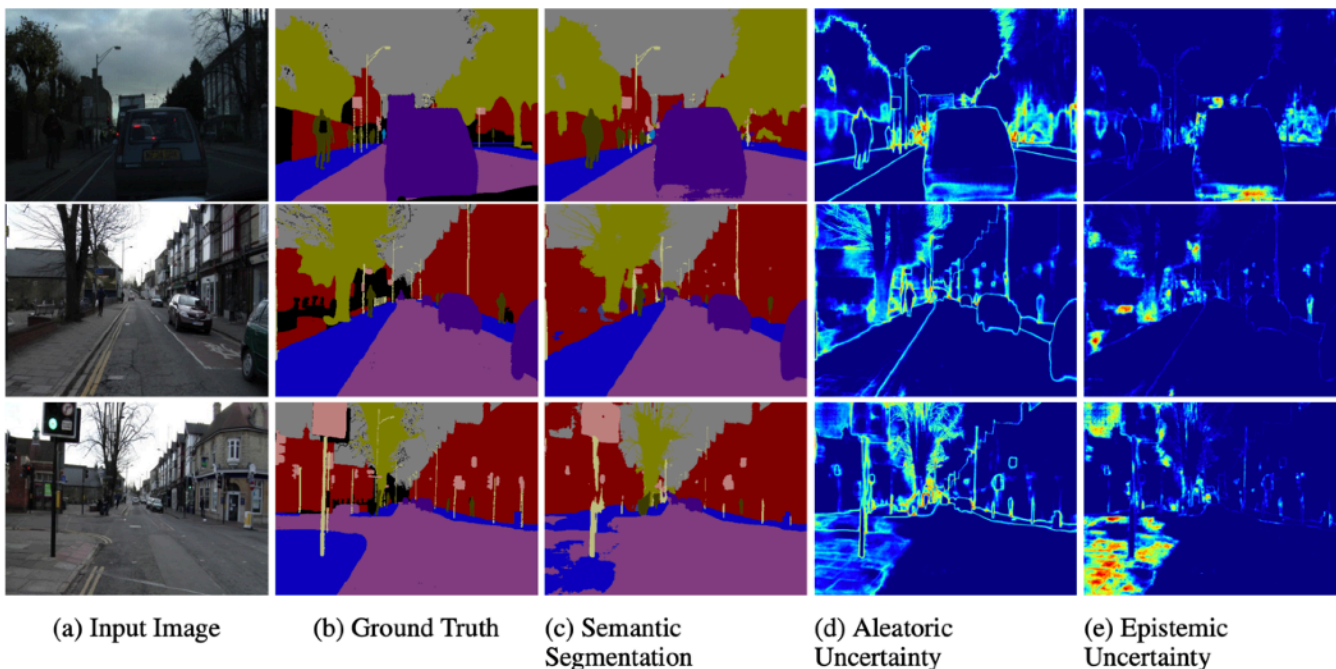 (a) Input Image
(b) Ground Truth
(c) Semantic
Segmentation
(d) Aleatoric
Uncertainty
(e) Epistemic
Uncertainty